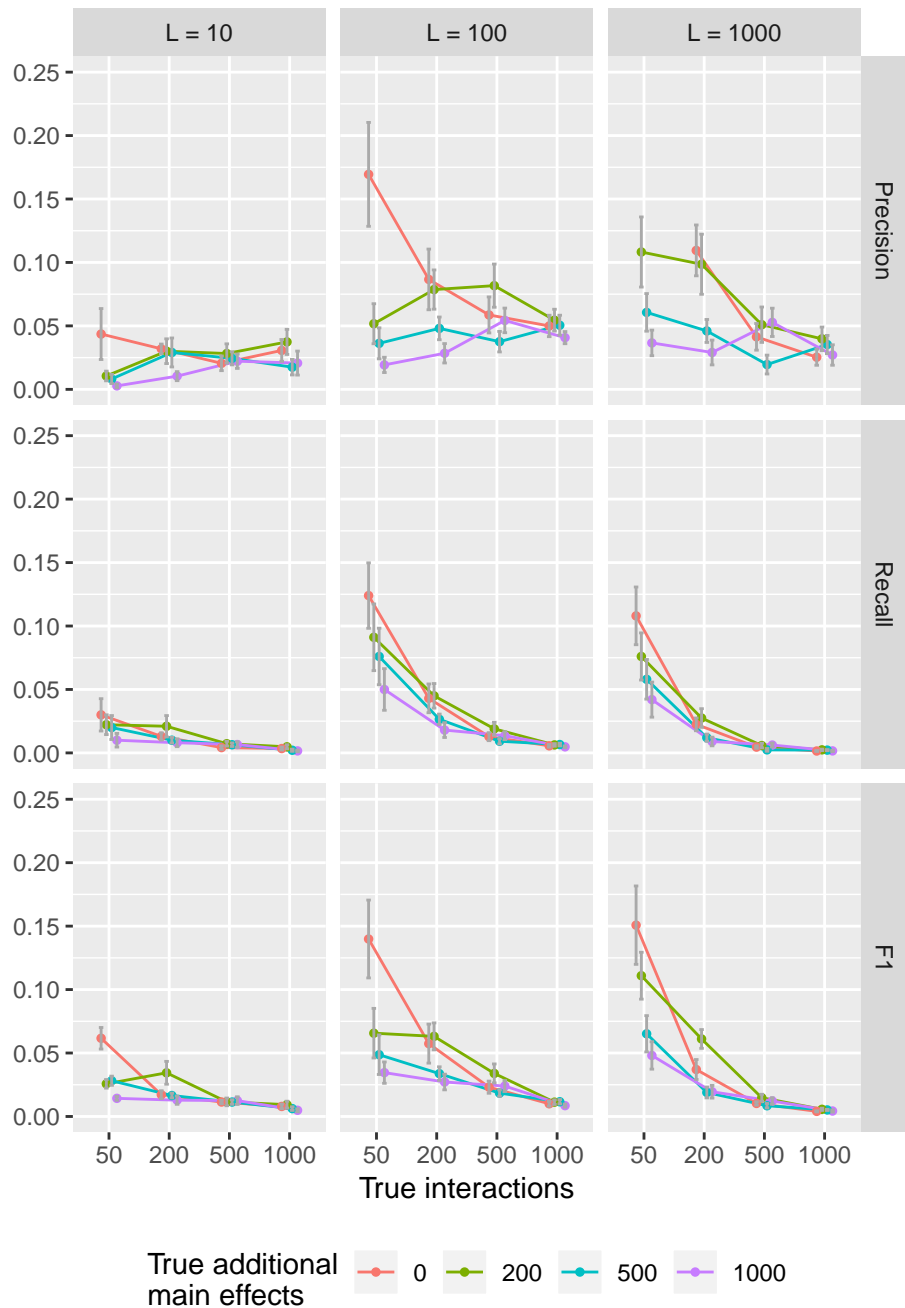 L = 10 L = 100 L = 1000
0.25
0.20
0.15
0.10
0.05
0.00
Precision
0.25
0.20
0.15
0.10
0.05
0.00
Recall
0.25
0.20
0.15
0.10
0.05
0.00
F1
50 200 500 1000 50 200 500 1000 50 200 500 1000
True interactions
True additional
main effects
0 200 500 1000